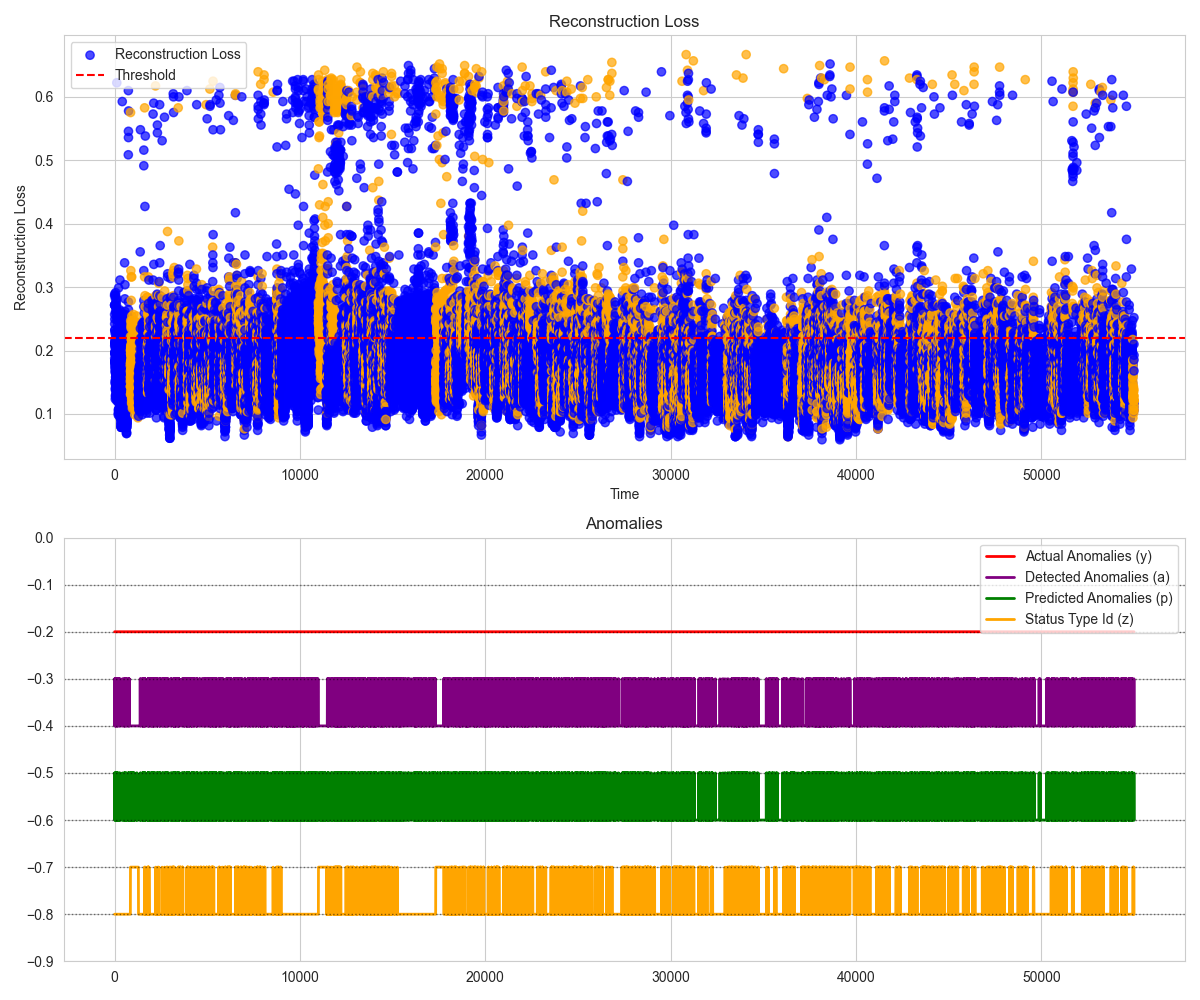 Reconstruction Loss
Reconstruction Loss
Threshold
0.6
0.5
0.4
0.3
0.2
0.1
Reconstruction Loss
0 10000 20000 30000 40000 50000
Time
Anomalies
Actual Anomalies (y)
Detected Anomalies (a)
Predicted Anomalies (p)
Status Type Id (z)
0.0
−0.1
−0.2
−0.3
−0.4
−0.5
−0.6
−0.7
−0.8
−0.9
0 10000 20000 30000 40000 50000